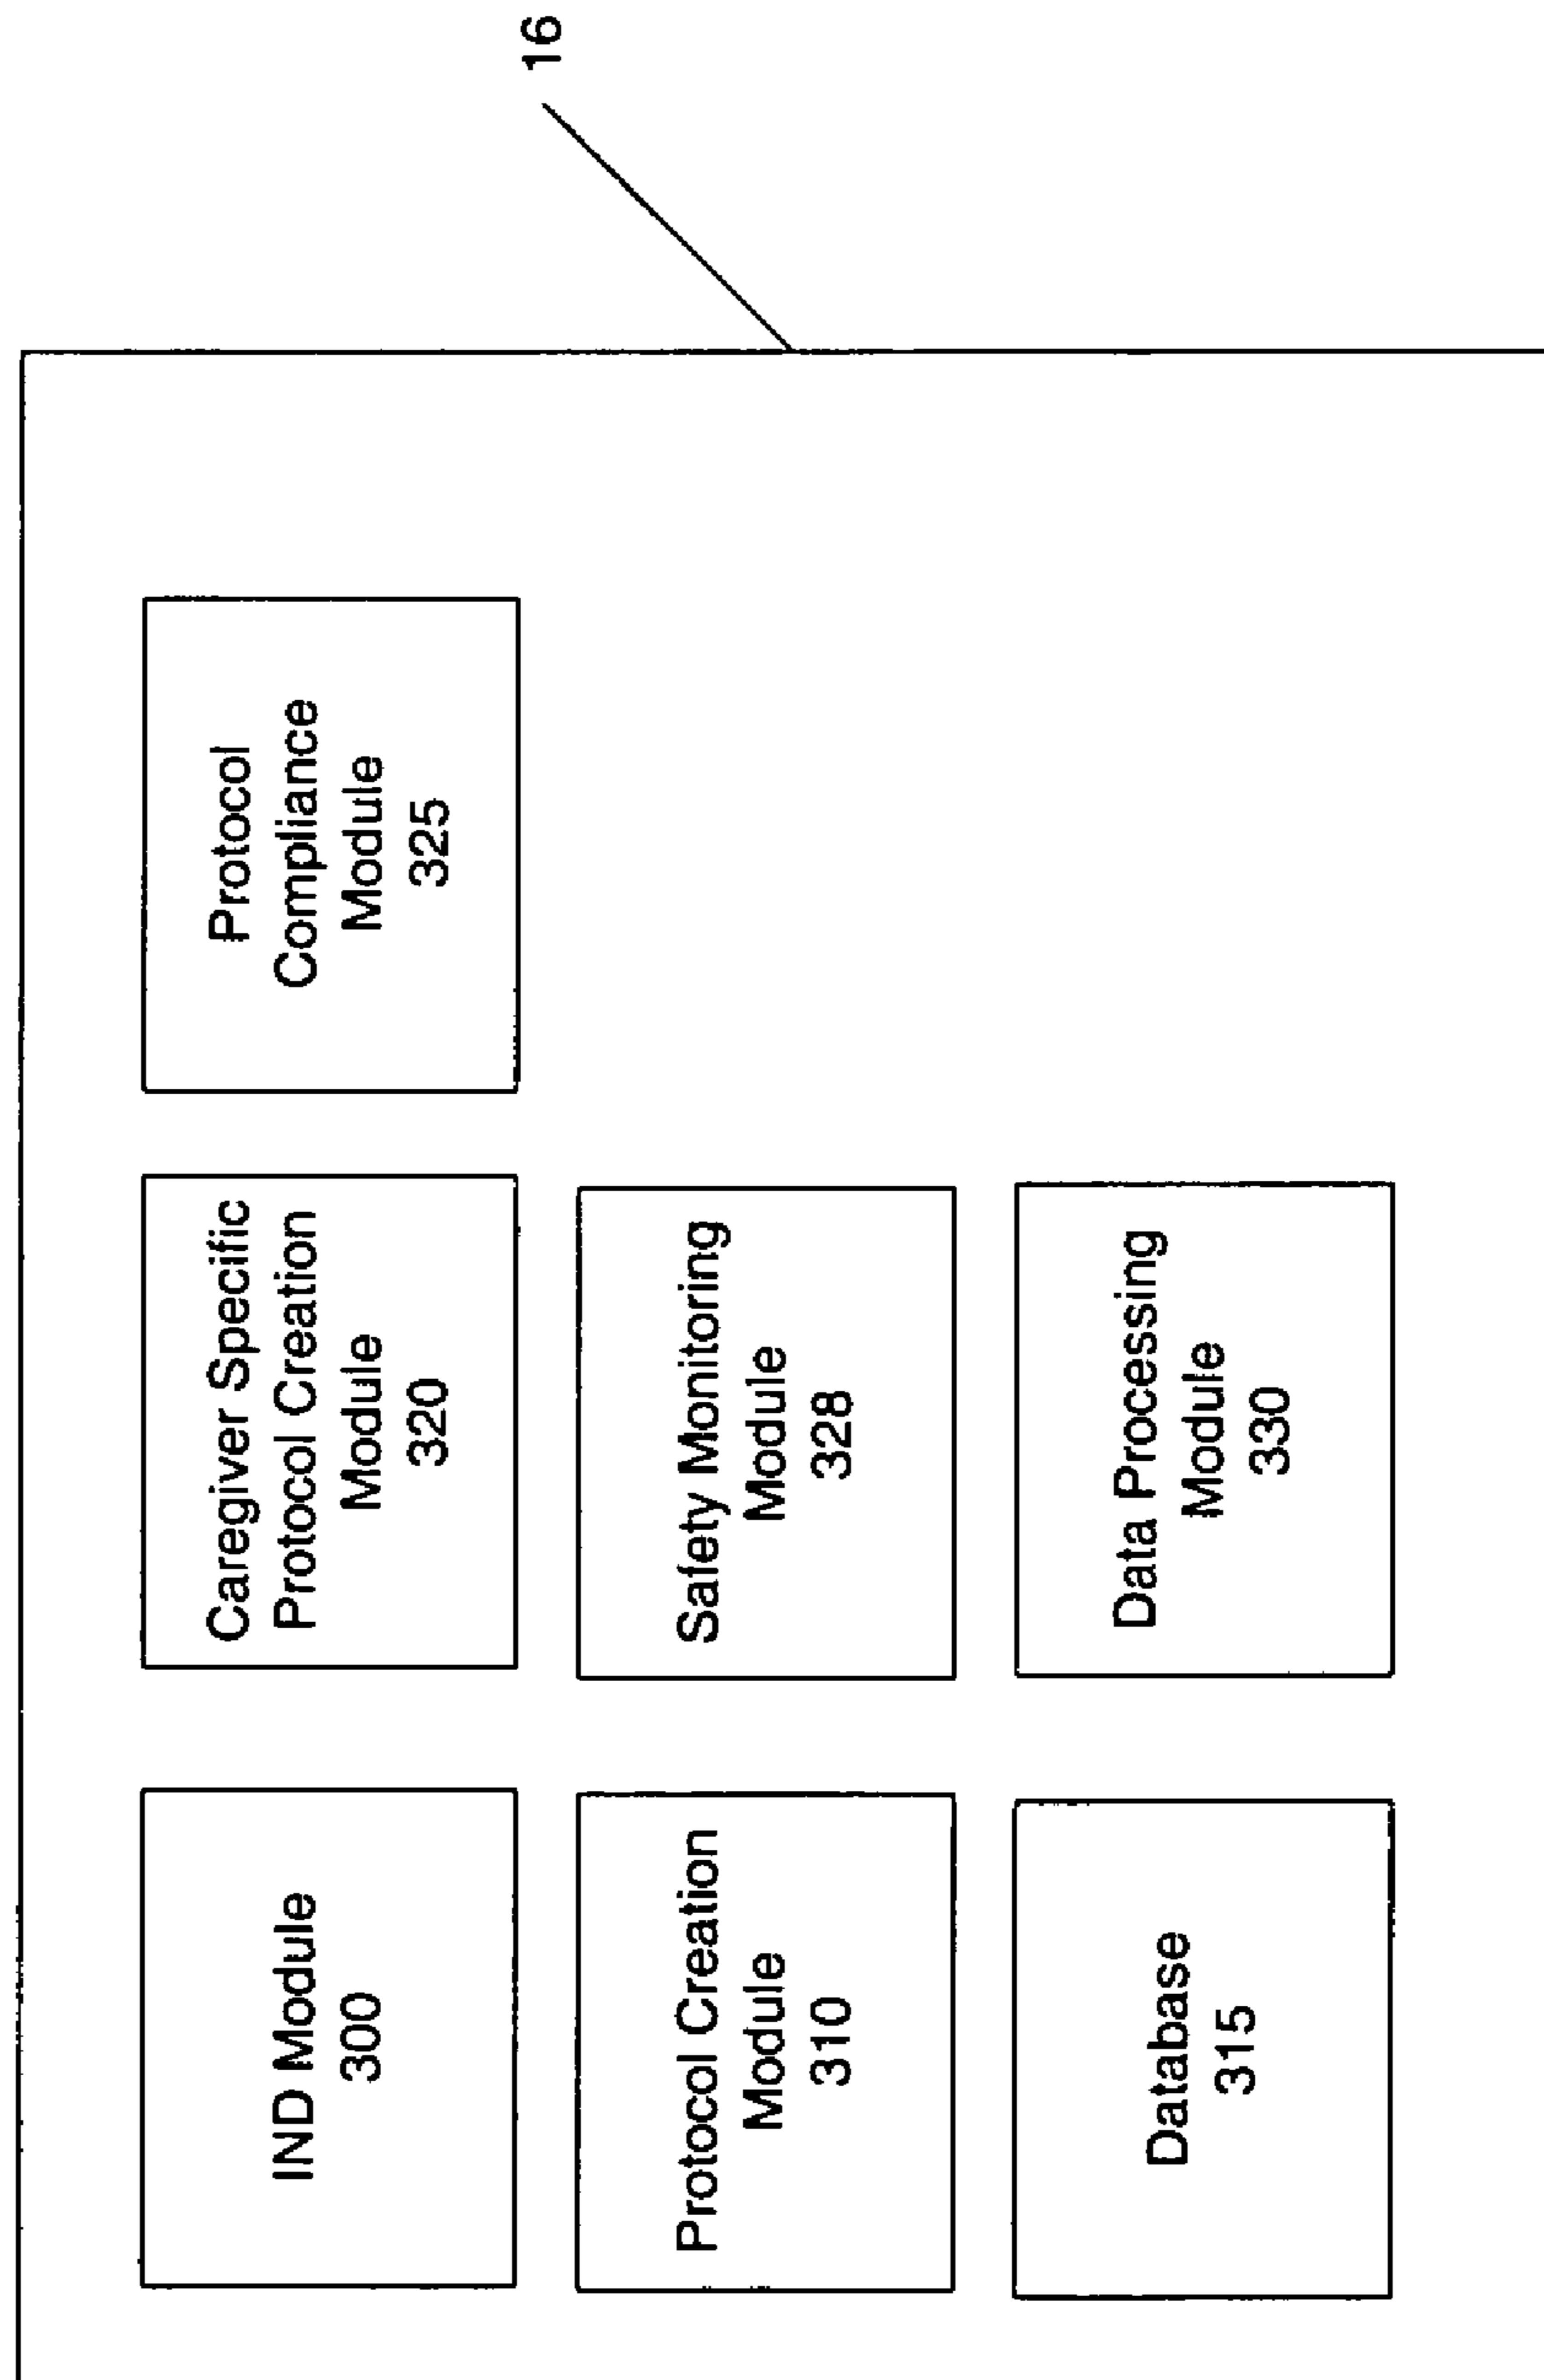 IND Module
300
Caregiver Specific
Protocol Creation
Module
320
Protocol
Compliance
Module
325
16
Protocol Creation
Module
310
Safety Monitoring
Module
328
Database
315
Data Processing
Module
330